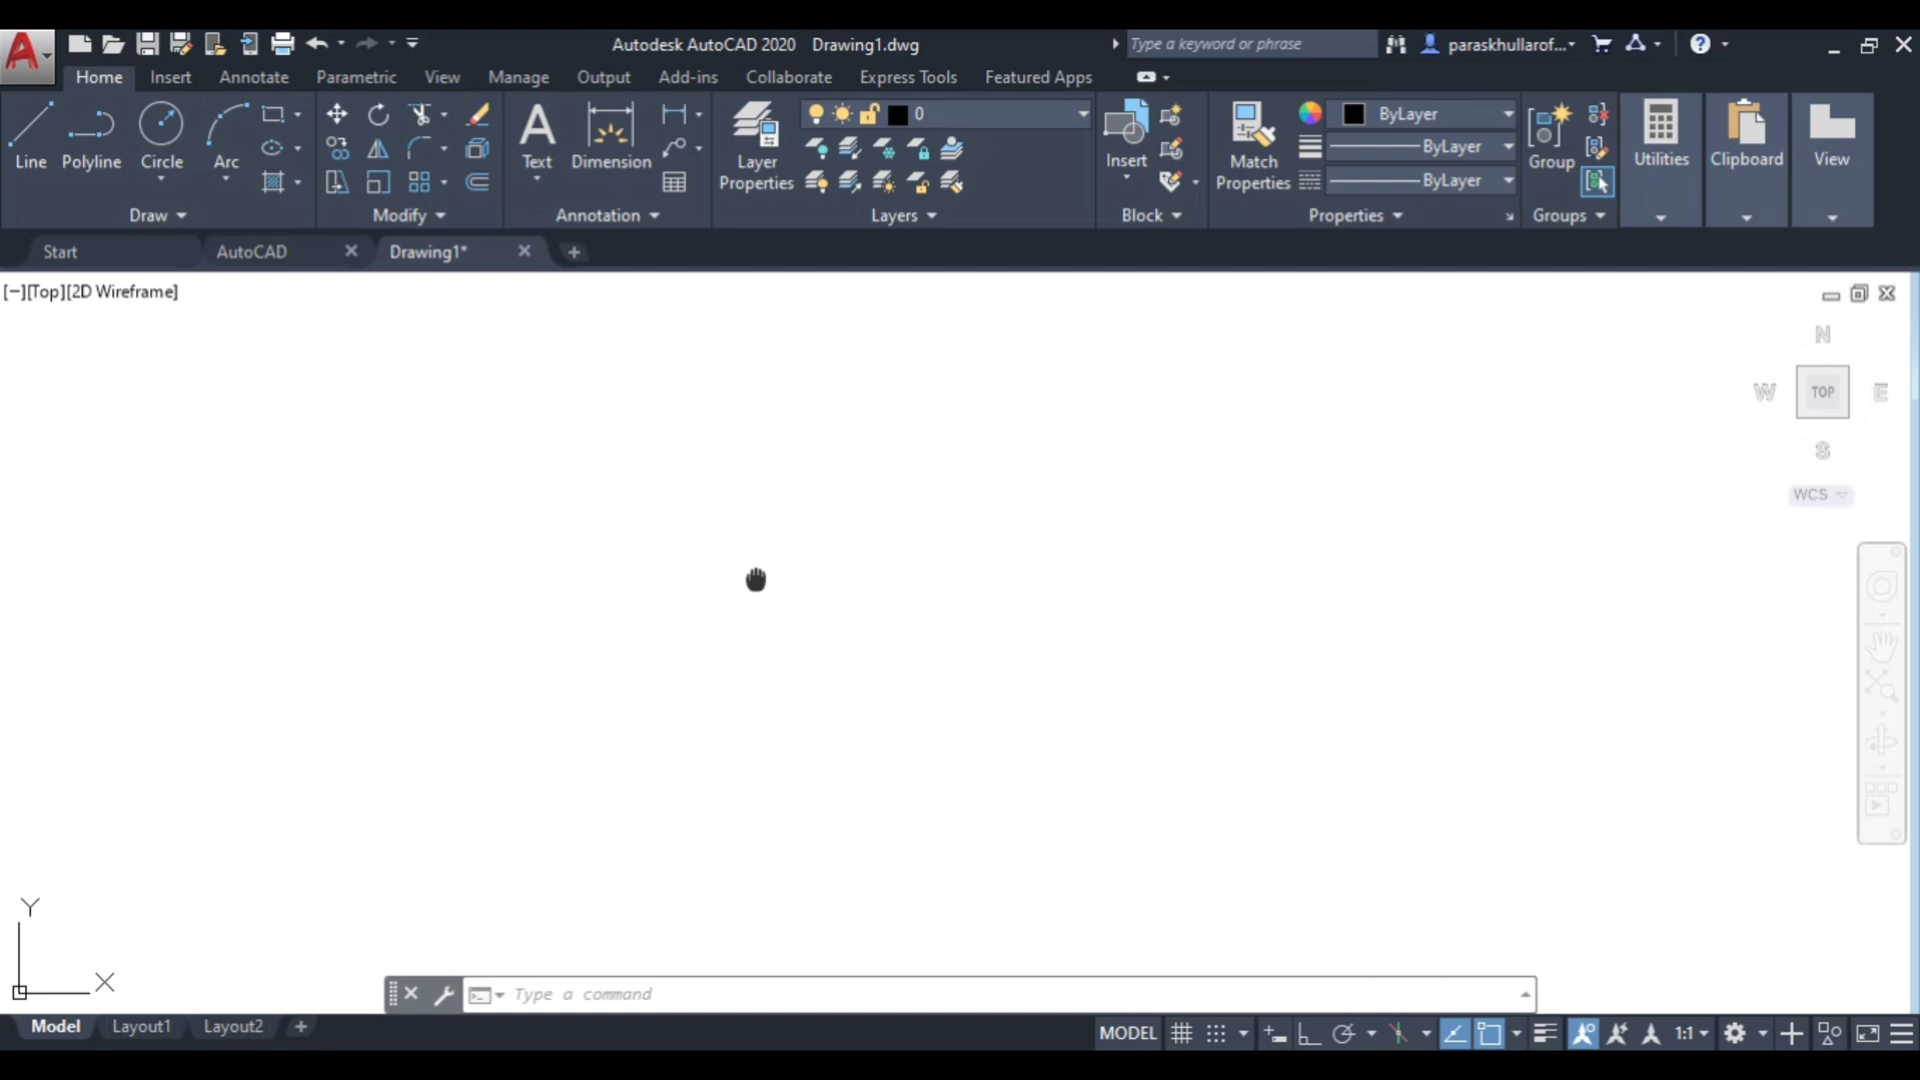 Autodesk AutoCAD 2020 Drawing1.dwg
Type a keyword or phrase
paraskhullarof...
Home Insert Annotate Parametric View Manage Output Add-ins Collaborate Express Tools Featured Apps
0
ByLayer
ByLayer
ByLayer
Line Polyline Circle Arc
Text Dimension
Layer Properties
Insert
Match Properties
Group
Utilities Clipboard View
Draw Modify Annotation Layers Block Properties Groups
Start AutoCAD Drawing1*
[−][Top][2D Wireframe]
N
W TOP E
S
WCS
Y
X
Type a command
Model Layout1 Layout2
MODEL 1:1